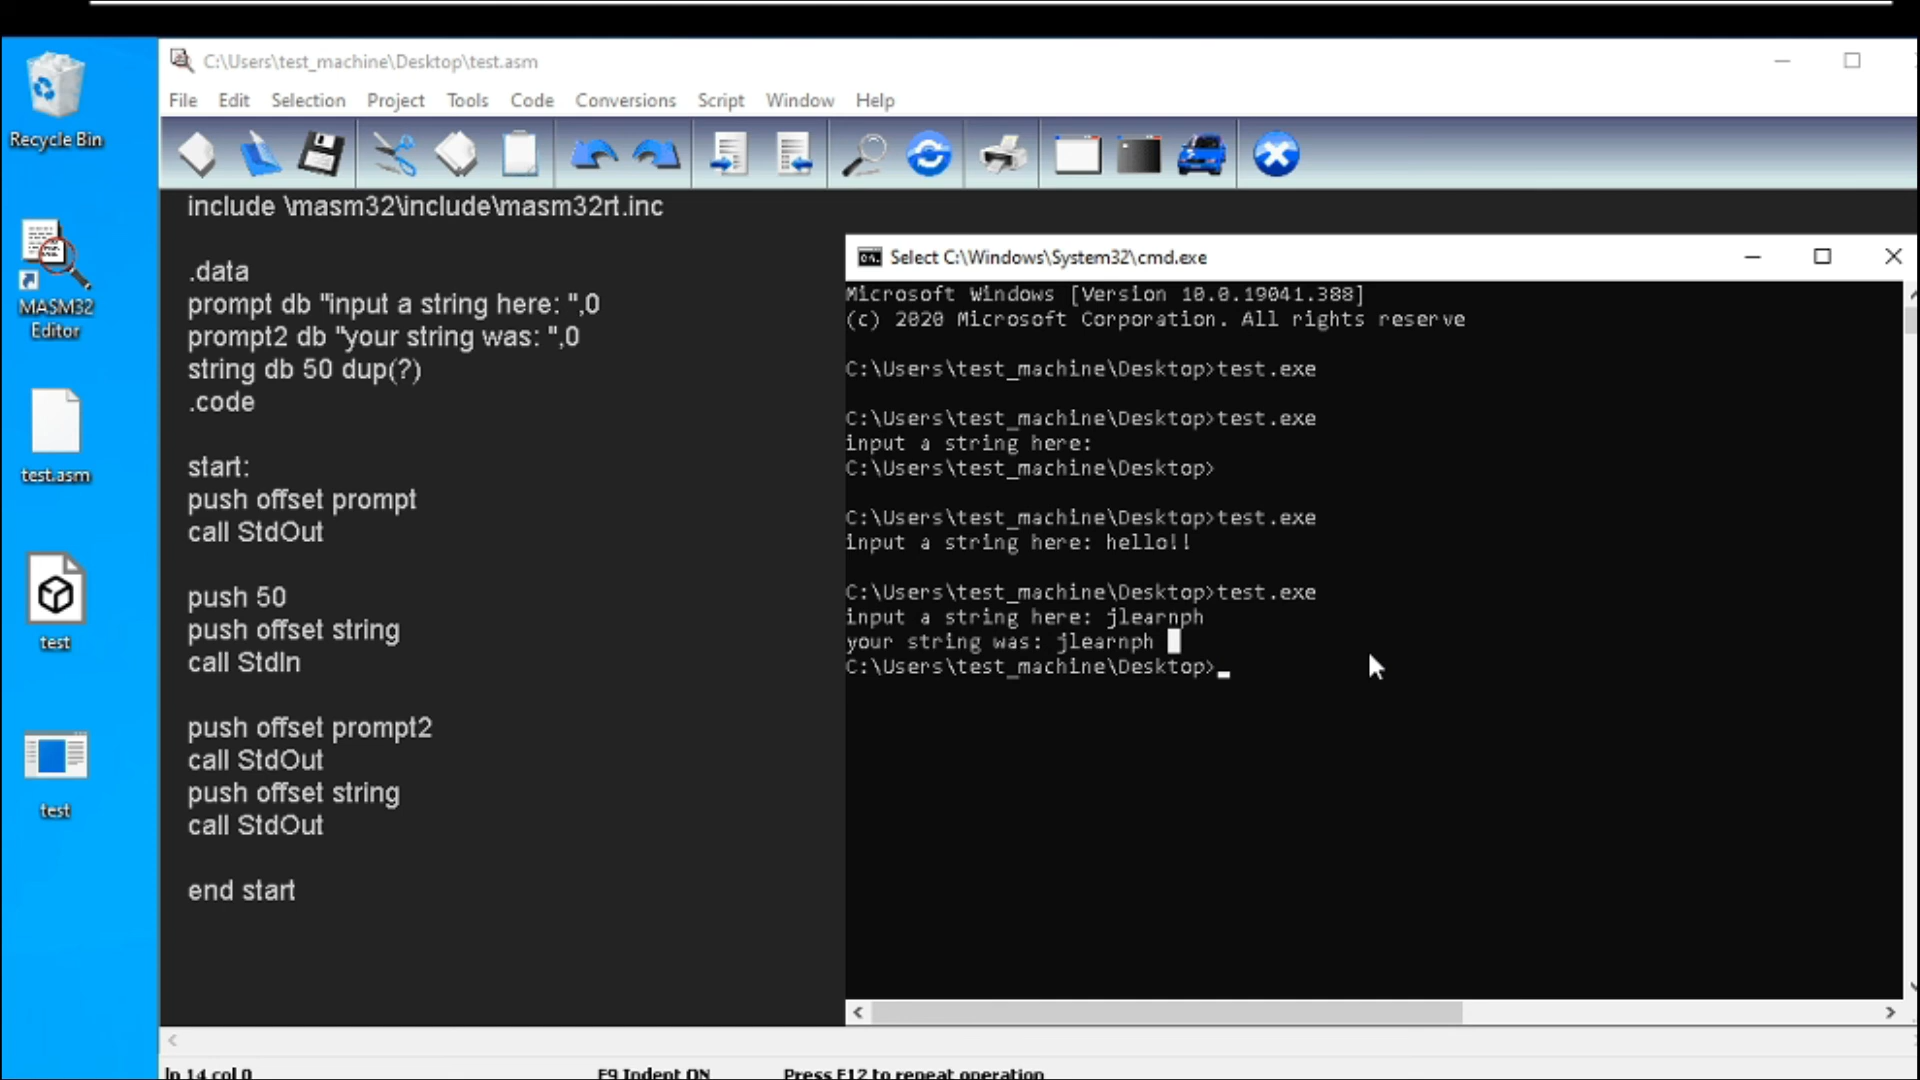 C:\Users\test_machine\Desktop\test.asm
File Edit Selection Project Tools Code Conversions Script Window Help
Recycle Bin
MASM32
Editor
test.asm
test
test
include \masm32\include\masm32rt.inc
.data
prompt db "input a string here: ",0
prompt2 db "your string was: ",0
string db 50 dup(?)
.code
start:
push offset prompt
call StdOut
push 50
push offset string
call StdIn
push offset prompt2
call StdOut
push offset string
call StdOut
end start
Select C:\Windows\System32\cmd.exe
Microsoft Windows [Version 10.0.19041.388]
(c) 2020 Microsoft Corporation. All rights reserve
C:\Users\test_machine\Desktop>test.exe
C:\Users\test_machine\Desktop>test.exe
input a string here:
C:\Users\test_machine\Desktop>
C:\Users\test_machine\Desktop>test.exe
input a string here: hello!!
C:\Users\test_machine\Desktop>test.exe
input a string here: jlearnph
your string was: jlearnph
C:\Users\test_machine\Desktop>
ln 14 col 0 F9 Indent ON Press F12 to repeat operation